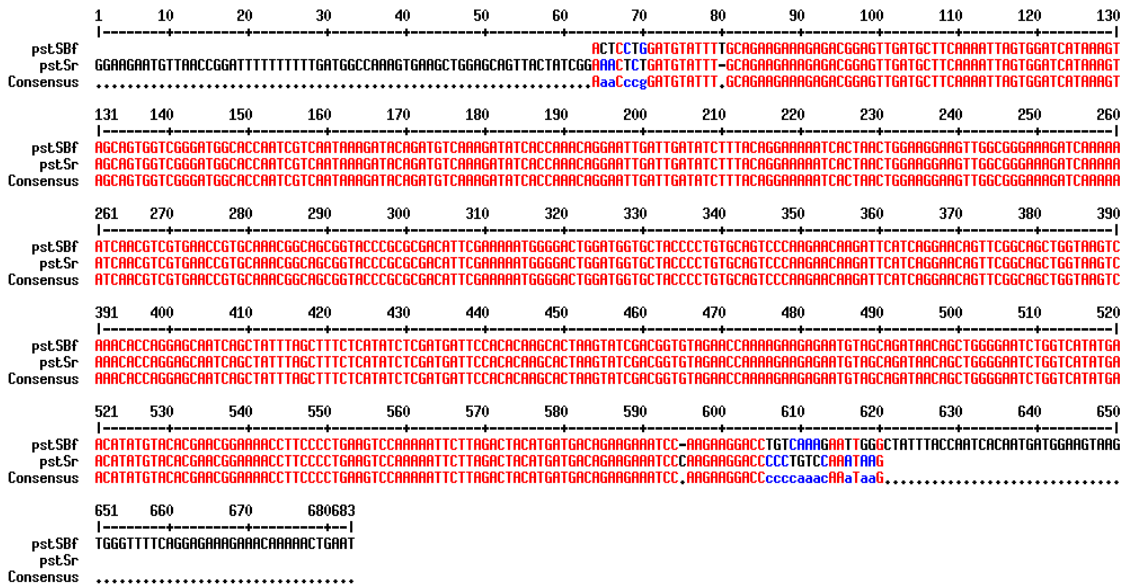 1 10 20 30 40 50 60 70 80 90 100 110 120 130
|--------+---------+---------+---------+---------+---------+---------+---------+---------+---------+---------+---------+---------|
pstSBf ACTCCTGGATGTATTTTGCAGAAGAAAGAGACGGAGTTGATGCTTCAAAATTAGTGGATCATAAAGT
pstSr GGAAGAATGTTAACCGGATTTTTTTTTTGATGGCCAAAGTGAAGCTGGAGCAGTTACTATCGGAAACTCTGATGTATTT-GCAGAAGAAAGAGACGGAGTTGATGCTTCAAAATTAGTGGATCATAAAGT
Consensus ...............................................................AaaCccgGATGTATTT.GCAGAAGAAAGAGACGGAGTTGATGCTTCAAAATTAGTGGATCATAAAGT
131 140 150 160 170 180 190 200 210 220 230 240 250 260
|--------+---------+---------+---------+---------+---------+---------+---------+---------+---------+---------+---------+---------|
pstSBf AGCAGTGGTCGGGATGGCACCAATCGTCAATAAAGATACAGATGTCAAAGATATCACCAAACAGGAATTGATTGATATCTTTACAGGAAAAATCACTAACTGGAAGGAAGTTGGCGGGAAAGATCAAAAA
pstSr AGCAGTGGTCGGGATGGCACCAATCGTCAATAAAGATACAGATGTCAAAGATATCACCAAACAGGAATTGATTGATATCTTTACAGGAAAAATCACTAACTGGAAGGAAGTTGGCGGGAAAGATCAAAAA
Consensus AGCAGTGGTCGGGATGGCACCAATCGTCAATAAAGATACAGATGTCAAAGATATCACCAAACAGGAATTGATTGATATCTTTACAGGAAAAATCACTAACTGGAAGGAAGTTGGCGGGAAAGATCAAAAA
261 270 280 290 300 310 320 330 340 350 360 370 380 390
|--------+---------+---------+---------+---------+---------+---------+---------+---------+---------+---------+---------+---------|
pstSBf ATCAACGTCGTGAACCGTGCAAACGGCAGCGGTACCCGCGCGACATTCGAAAAATGGGGACTGGATGGTGCTACCCCTGTGCAGTCCCAAGAACAAGATTCATCAGGAACAGTTCGGCAGCTGGTAAGTC
pstSr ATCAACGTCGTGAACCGTGCAAACGGCAGCGGTACCCGCGCGACATTCGAAAAATGGGGACTGGATGGTGCTACCCCTGTGCAGTCCCAAGAACAAGATTCATCAGGAACAGTTCGGCAGCTGGTAAGTC
Consensus ATCAACGTCGTGAACCGTGCAAACGGCAGCGGTACCCGCGCGACATTCGAAAAATGGGGACTGGATGGTGCTACCCCTGTGCAGTCCCAAGAACAAGATTCATCAGGAACAGTTCGGCAGCTGGTAAGTC
391 400 410 420 430 440 450 460 470 480 490 500 510 520
|--------+---------+---------+---------+---------+---------+---------+---------+---------+---------+---------+---------+---------|
pstSBf AAACACCAGGAGCAATCAGCTATTTAGCTTTCTCATATCTCGATGATTCCACACAAGCACTAAGTATCGACGGTGTAGAACCAAAAGAAGAGAATGTAGCAGATAACAGCTGGGGAATCTGGTCATATGA
pstSr AAACACCAGGAGCAATCAGCTATTTAGCTTTCTCATATCTCGATGATTCCACACAAGCACTAAGTATCGACGGTGTAGAACCAAAAGAAGAGAATGTAGCAGATAACAGCTGGGGAATCTGGTCATATGA
Consensus AAACACCAGGAGCAATCAGCTATTTAGCTTTCTCATATCTCGATGATTCCACACAAGCACTAAGTATCGACGGTGTAGAACCAAAAGAAGAGAATGTAGCAGATAACAGCTGGGGAATCTGGTCATATGA
521 530 540 550 560 570 580 590 600 610 620 630 640 650
|--------+---------+---------+---------+---------+---------+---------+---------+---------+---------+---------+---------+---------|
pstSBf ACATATGTACACGAACGGAAAACCTTCCCCTGAAGTCCAAAAATTCTTAGACTACATGATGACAGAAGAAATCC-AAGAAGGACCTGTCAAAGAATTGGGCTATTTACCAATCACAATGATGGAAGTAAG
pstSr ACATATGTACACGAACGGAAAACCTTCCCCTGAAGTCCAAAAATTCTTAGACTACATGATGACAGAAGAAATCCCAAGAAGGACCCCCTGTCCAAATAAG
Consensus ACATATGTACACGAACGGAAAACCTTCCCCTGAAGTCCAAAAATTCTTAGACTACATGATGACAGAAGAAATCC.AAGAAGGACCccccaaacAAaTaaG..............................
651 660 670 680683
|--------+---------+---------+--|
pstSBf TGGGTTTTCAGGAGAAAGAAACAAAAACTGAAT
pstSr
Consensus .................................